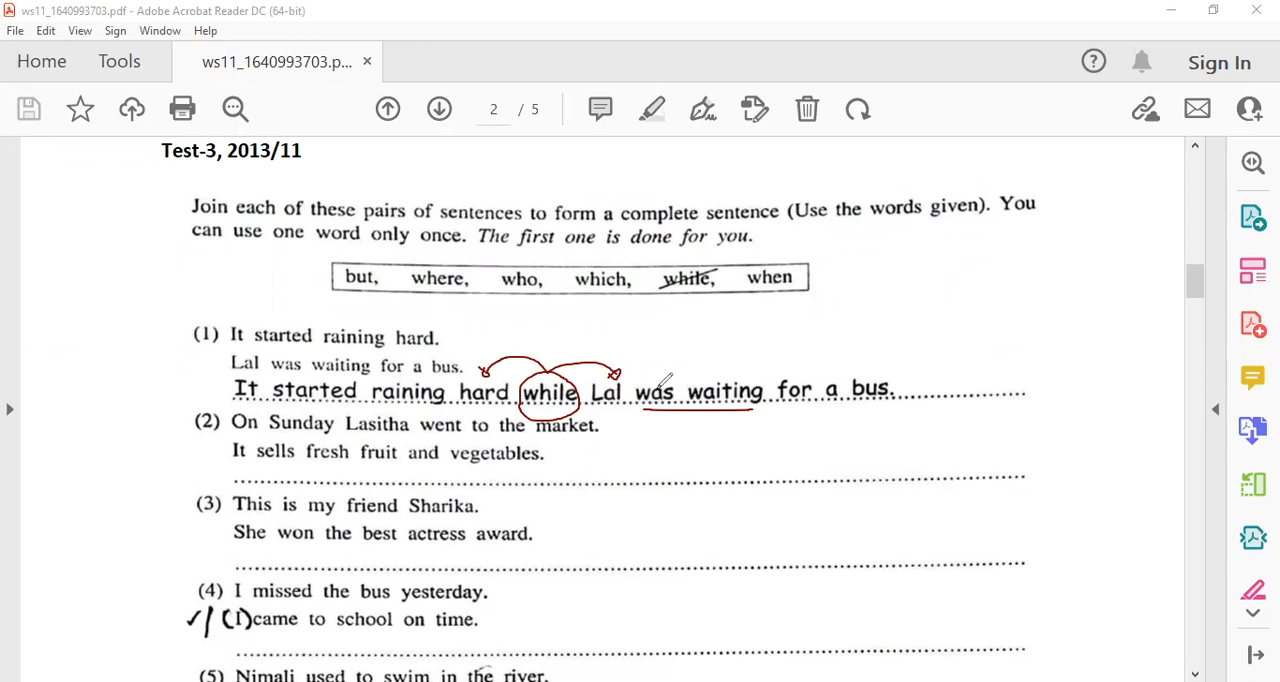 ws11_1640993703.pdf - Adobe Acrobat Reader DC (64-bit)
File Edit View Sign Window Help
Home Tools ws11_1640993703.p... × Sign In
2 / 5
Test-3, 2013/11
Join each of these pairs of sentences to form a complete sentence (Use the words given). You
can use one word only once. The first one is done for you.
but, where, who, which, while, when
(1) It started raining hard.
Lal was waiting for a bus.
It started raining hard while Lal was waiting for a bus.
(2) On Sunday Lasitha went to the market.
It sells fresh fruit and vegetables.
(3) This is my friend Sharika.
She won the best actress award.
(4) I missed the bus yesterday.
✓/ (I) came to school on time.
(5) Nimali used to swim in the river.